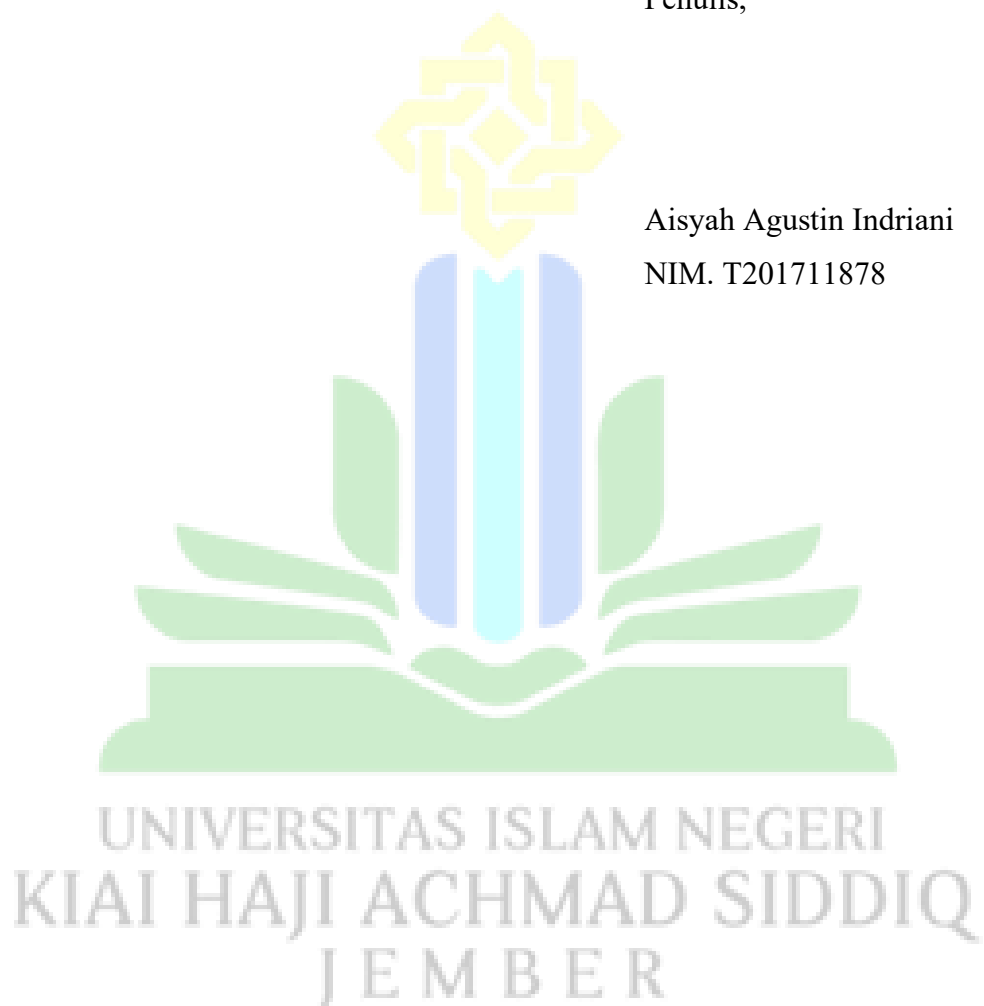 Penulis,
Aisyah Agustin Indriani
NIM. T201711878
UNIVERSITAS ISLAM NEGERI
KIAI HAJI ACHMAD SIDDIQ
JEMBER